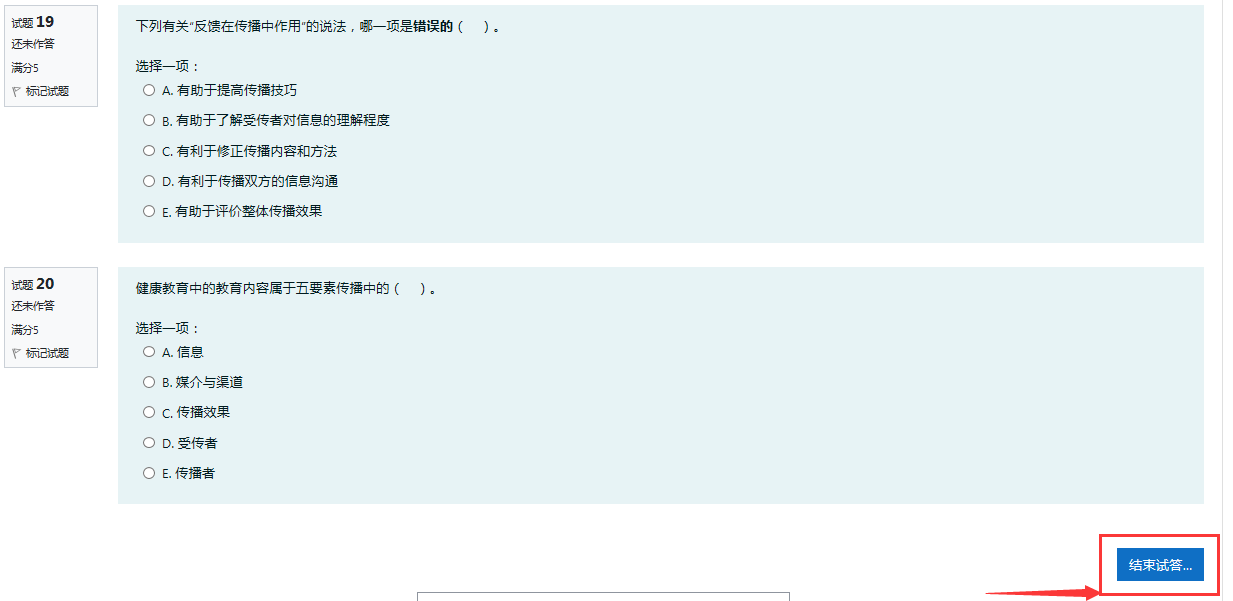 试题 19
还未作答
满分5
标记试题
下列有关“反馈在传播中作用”的说法，哪一项是错误的（　）。
选择一项：
A. 有助于提高传播技巧
B. 有助于了解受传者对信息的理解程度
C. 有利于修正传播内容和方法
D. 有利于传播双方的信息沟通
E. 有助于评价整体传播效果
试题 20
还未作答
满分5
标记试题
健康教育中的教育内容属于五要素传播中的（　）。
选择一项：
A. 信息
B. 媒介与渠道
C. 传播效果
D. 受传者
E. 传播者
结束试答...